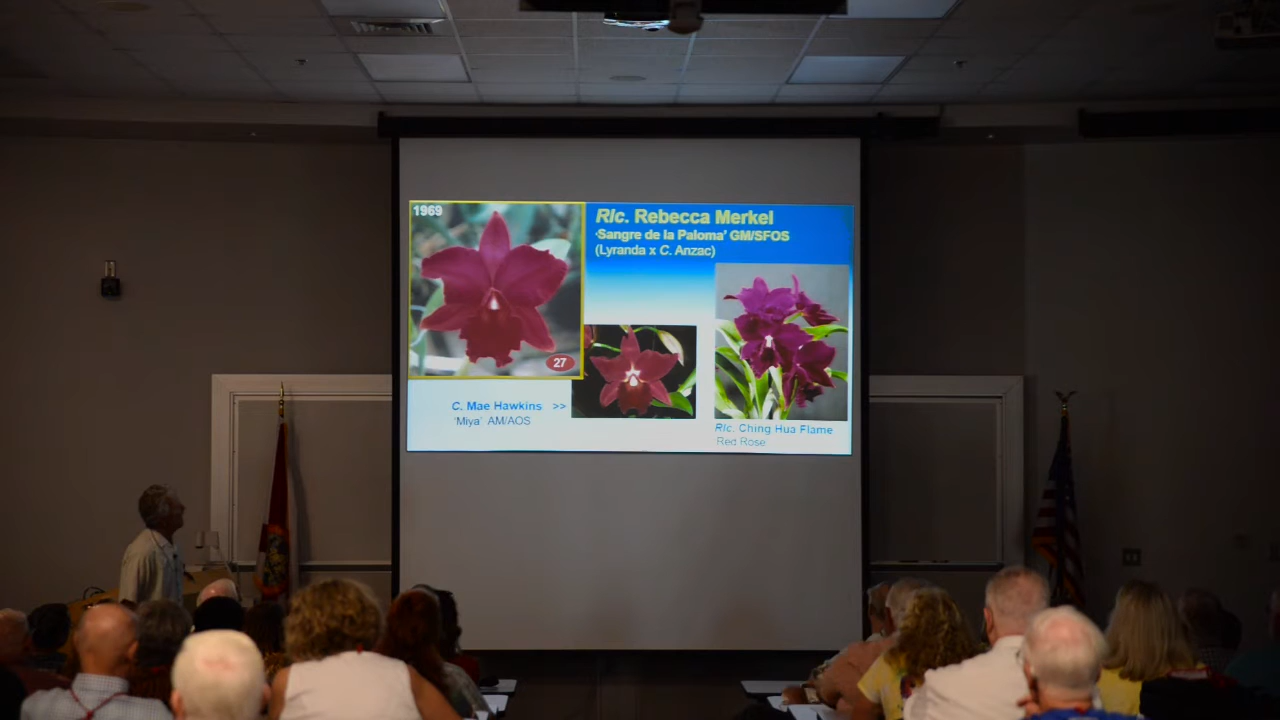 1969
Rlc. Rebecca Merkel
'Sangre de la Paloma' GM/SFOS
(Lyranda x C. Anzac)
27
C. Mae Hawkins >>
'Miya' AM/AOS
Rlc. Ching Hua Flame
Red Rose